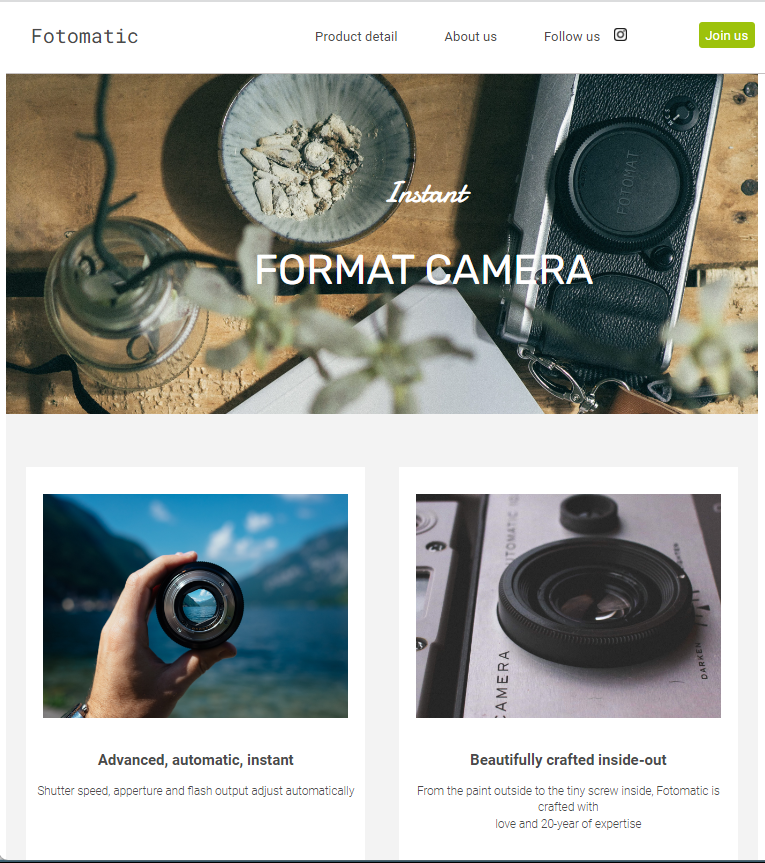 Fotomatic
Product detail
About us
Follow us
Join us
Instant
FORMAT CAMERA
FOTOMAT
Advanced, automatic, instant
Shutter speed, apperture and flash output adjust automatically
CAMERA
DARKEN
Beautifully crafted inside-out
From the paint outside to the tiny screw inside, Fotomatic is
crafted with
love and 20-year of expertise